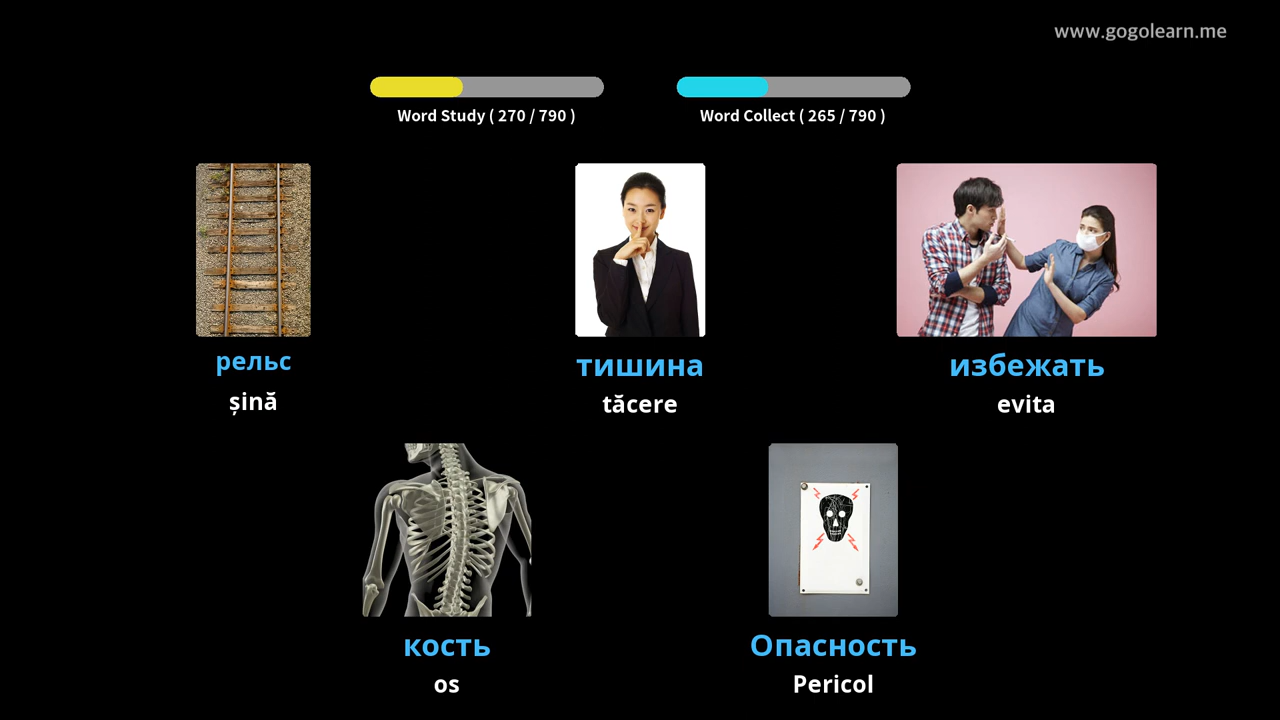 www.gogolearn.me
Word Study ( 270 / 790 )
Word Collect ( 265 / 790 )
рельс
șină
тишина
tăcere
избежать
evita
кость
os
Опасность
Pericol